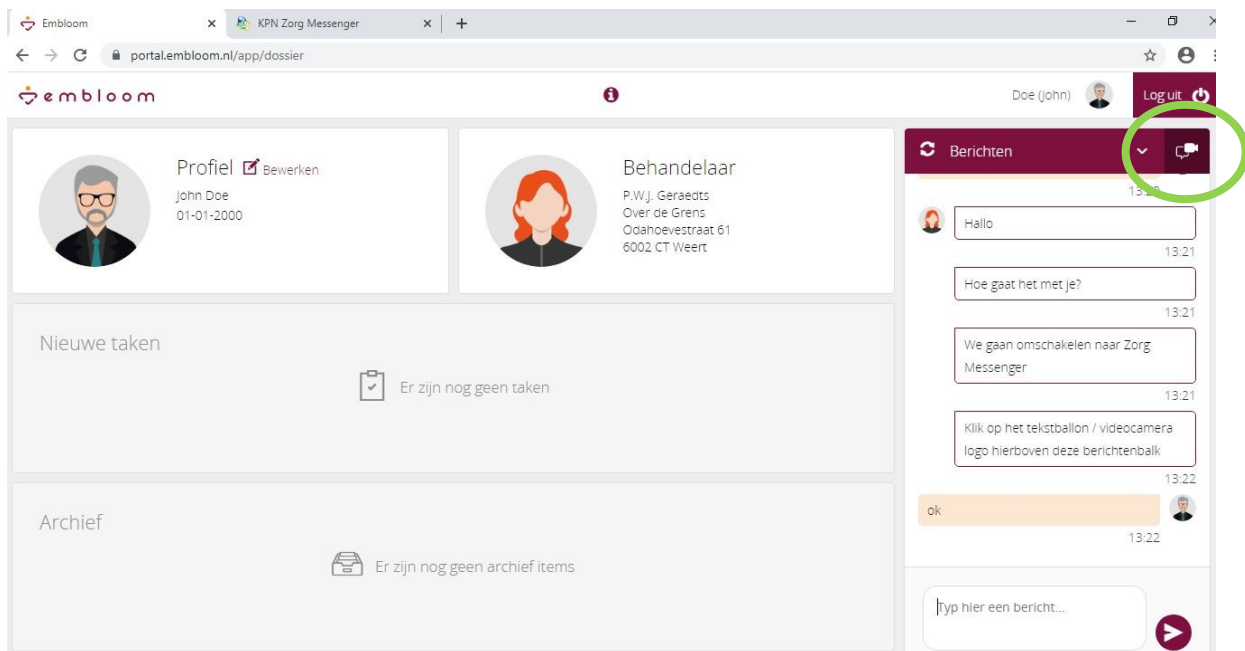 Embloom
KPN Zorg Messenger
portal.embloom.nl/app/dossier
embloom
Doe (John)
Log uit
Profiel Bewerken
John Doe
01-01-2000
Behandelaar
P.W.J. Geraedts
Over de Grens
Odahoevestraat 61
6002 CT Weert
Nieuwe taken
Er zijn nog geen taken
Archief
Er zijn nog geen archief items
Berichten
Hallo
13:21
Hoe gaat het met je?
13:21
We gaan omschakelen naar Zorg
Messenger
13:21
Klik op het tekstballon / videocamera
logo hierboven deze berichtenbalk
13:22
ok
13:22
Typ hier een bericht...